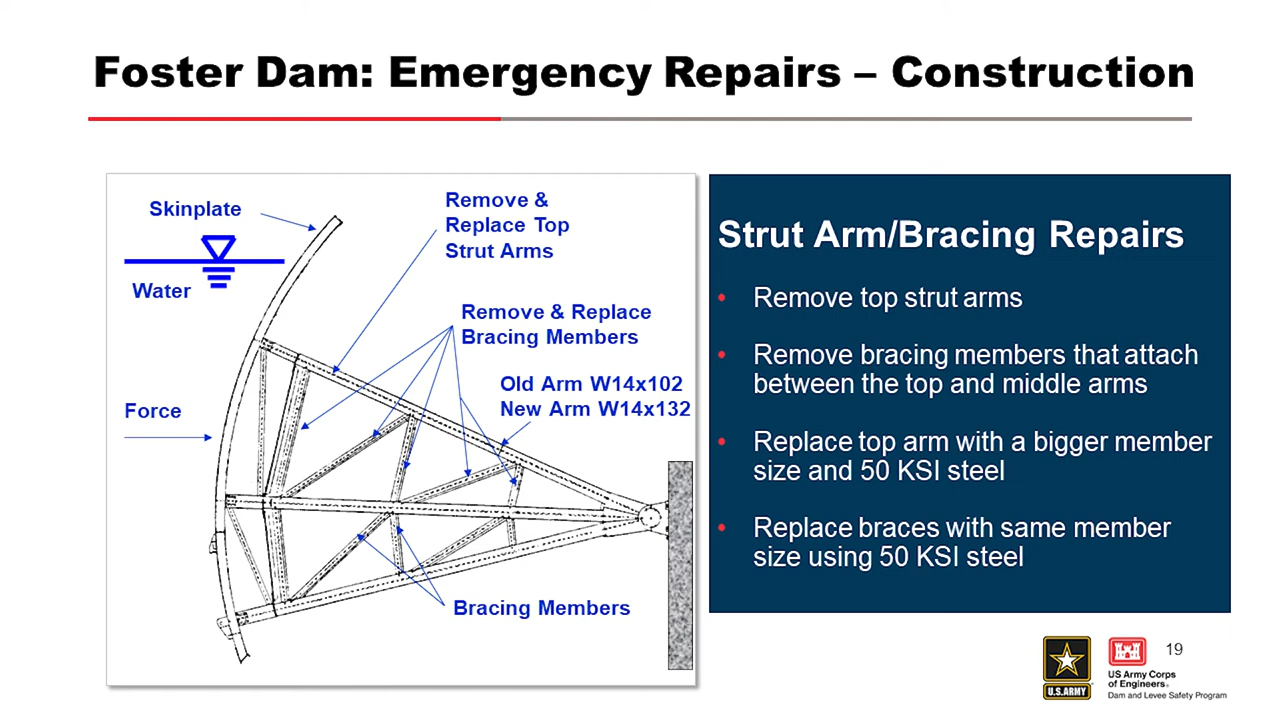 Foster Dam: Emergency Repairs – Construction
Skinplate
Water
Force
Remove &
Replace Top
Strut Arms
Remove & Replace
Bracing Members
Old Arm W14x102
New Arm W14x132
Bracing Members
Strut Arm/Bracing Repairs
• Remove top strut arms
• Remove bracing members that attach
between the top and middle arms
• Replace top arm with a bigger member
size and 50 KSI steel
• Replace braces with same member
size using 50 KSI steel
U.S.ARMY
US Army Corps
of Engineers®
Dam and Levee Safety Program
19